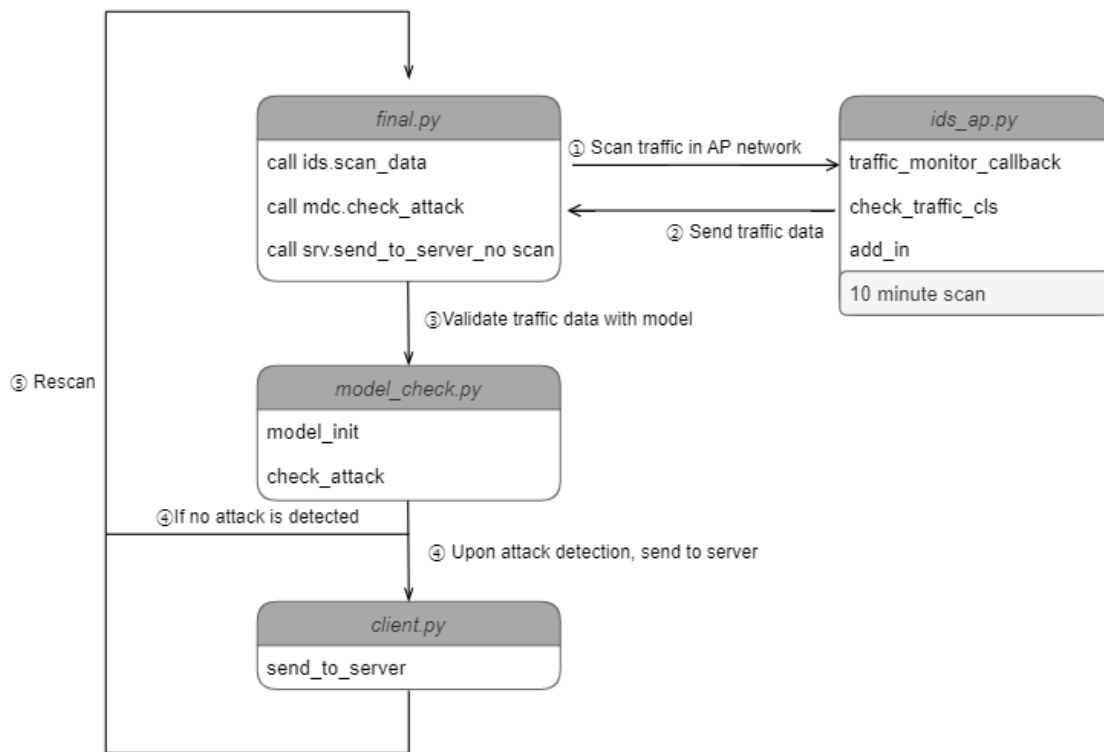 final.py
call ids.scan_data
call mdc.check_attack
call srv.send_to_server_no scan
① Scan traffic in AP network
ids_ap.py
traffic_monitor_callback
check_traffic_cls
add_in
10 minute scan
② Send traffic data
③Validate traffic data with model
⑤ Rescan
model_check.py
model_init
check_attack
④If no attack is detected
④ Upon attack detection, send to server
client.py
send_to_server